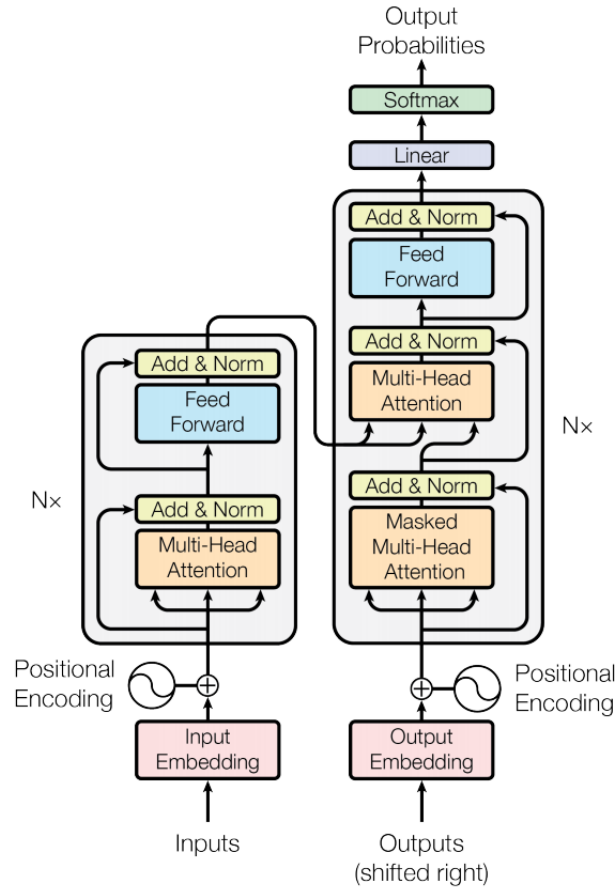 Output
Probabilities
Softmax
Linear
Add & Norm
Feed
Forward
Add & Norm
Multi-Head
Attention
Add & Norm
Masked
Multi-Head
Attention
N×
Add & Norm
Feed
Forward
Add & Norm
Multi-Head
Attention
N×
Positional
Encoding
Positional
Encoding
Input
Embedding
Output
Embedding
Inputs
Outputs
(shifted right)